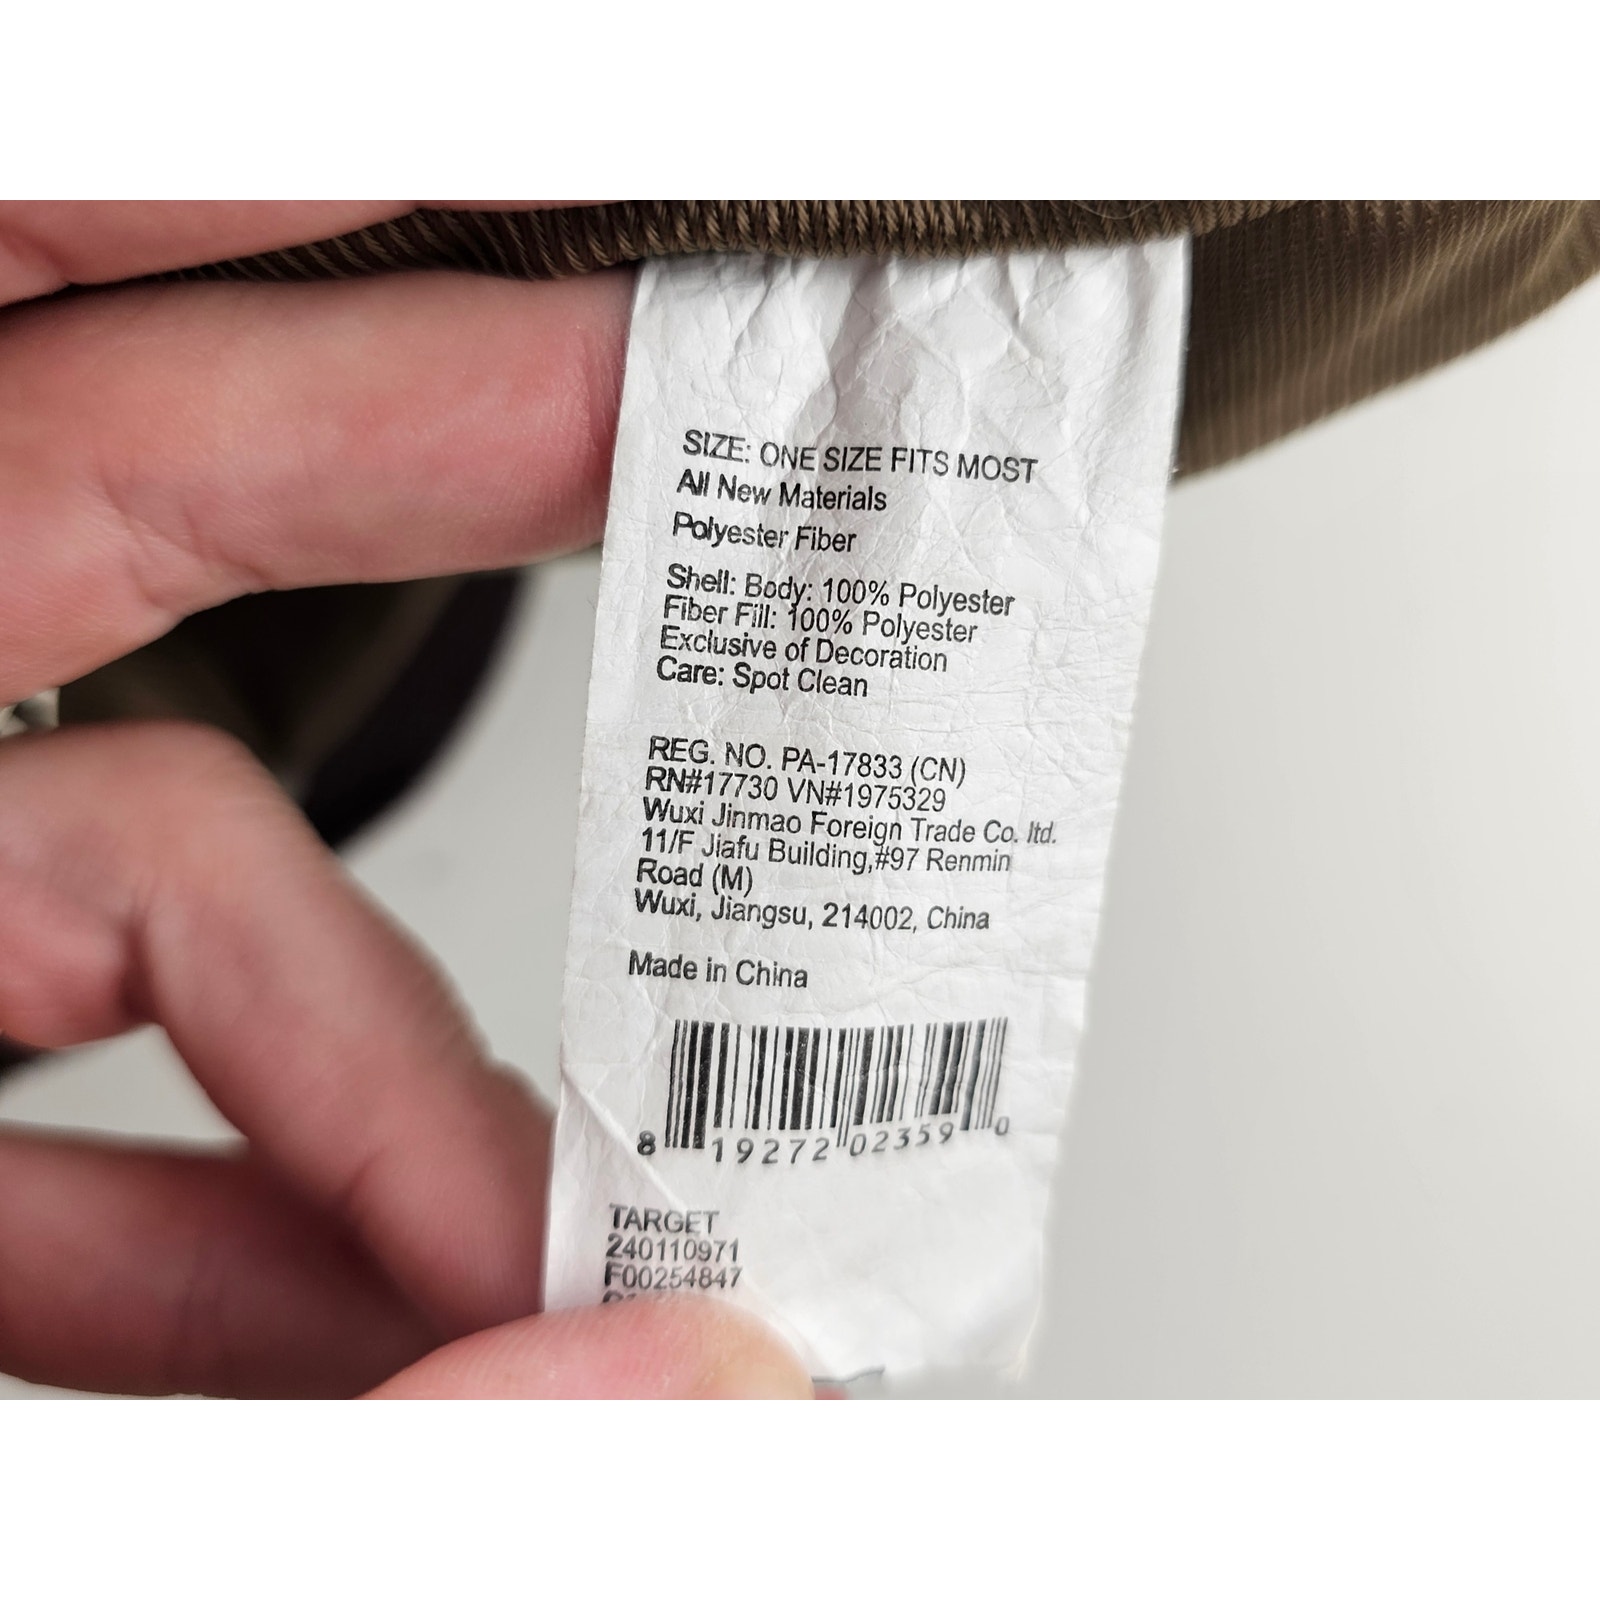 SIZE: ONE SIZE FITS MOST
All New Materials
Polyester Fiber
Shell: Body: 100% Polyester
Fiber Fill: 100% Polyester
Exclusive of Decoration
Care: Spot Clean
REG. NO. PA-17833 (CN)
RN#17730 VN#1975329
Wuxi Jinmao Foreign Trade Co. ltd.
11/F Jiafu Building,#97 Renmin
Road (M)
Wuxi, Jiangsu, 214002, China
Made in China
8 19272 02359 0
TARGET
240110971
F00254847